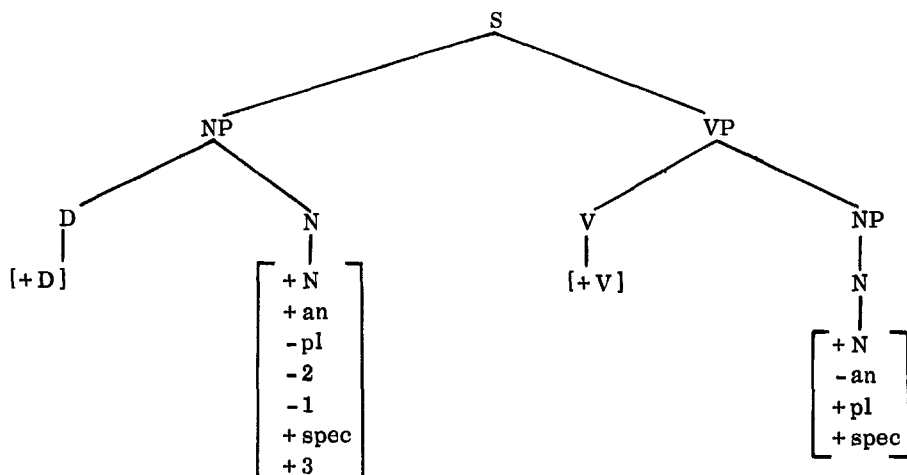 S
NP VP
D N V NP
[+D] +N [+V] N
+an
-pl +N
-2 -an
-1 +pl
+spec +spec
+3